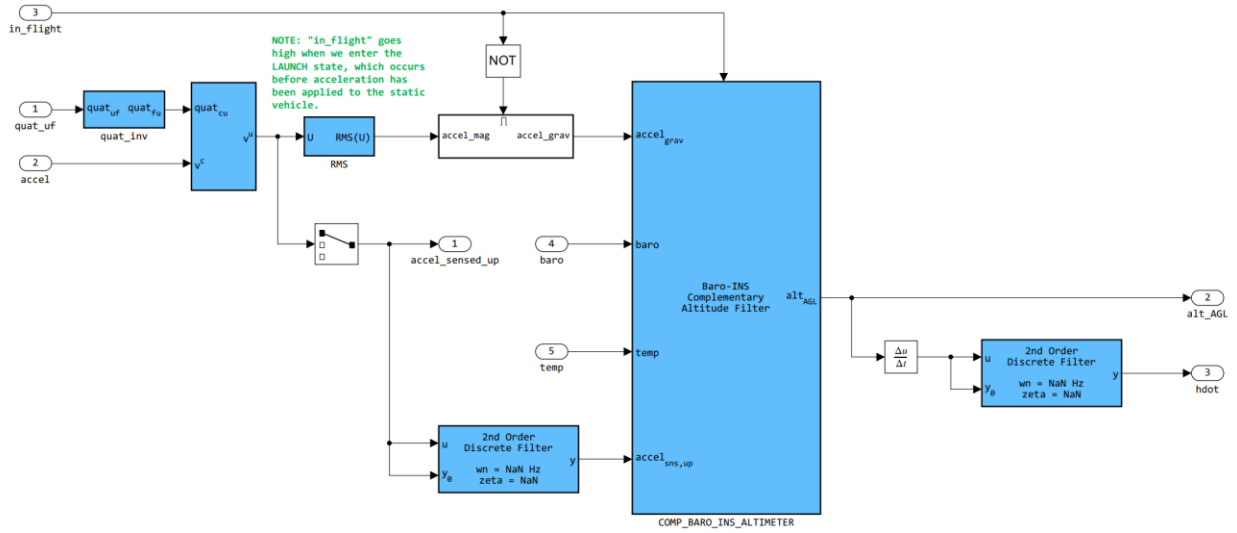 3
in_flight
NOTE: "in_flight" goes
high when we enter the
LAUNCH state, which occurs
before acceleration has
been applied to the static
vehicle.
NOT
1
quat_uf
quat_uf quat_fu
quat_inv
quat_cu
v^u
v^c
2
accel
U RMS(U)
RMS
accel_mag accel_grav
accel_grav
1
accel_sensed_up
4
baro
baro
Baro-INS
Complementary
Altitude Filter
alt_AGL
2
alt_AGL
5
temp
temp
Δu
Δt
u
2nd Order
Discrete Filter
wn = NaN Hz
zeta = NaN
y_0
y
3
hdot
u
2nd Order
Discrete Filter
wn = NaN Hz
zeta = NaN
y_0
y
accel_sns,up
COMP_BARO_INS_ALTIMETER